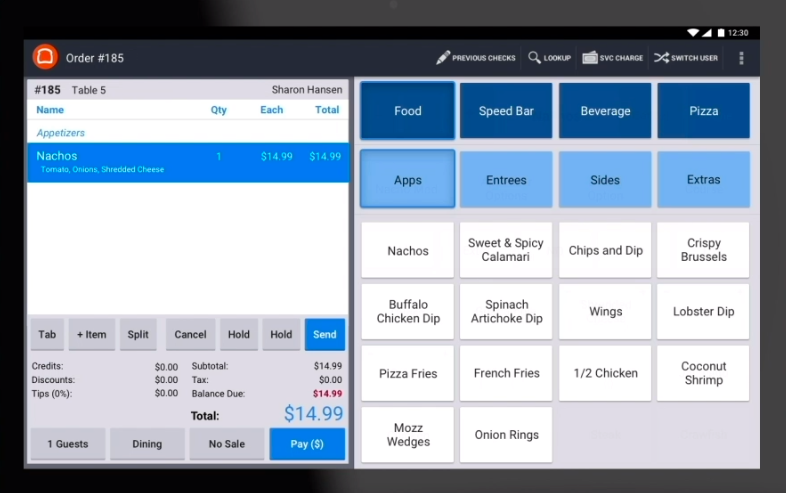 12:30
Order #185
PREVIOUS CHECKS
LOOKUP
SVC CHARGE
SWITCH USER
#185 Table 5 Sharon Hansen
Name Qty Each Total
Appetizers
Nachos 1 $14.99 $14.99
Tomato, Onions, Shredded Cheese
Tab + Item Split Cancel Hold Hold Send
Credits: $0.00 Subtotal: $14.99
Discounts: $0.00 Tax: $0.00
Tips (0%): $0.00 Balance Due: $14.99
Total: $14.99
1 Guests Dining No Sale Pay ($)
Food Speed Bar Beverage Pizza
Apps Entrees Sides Extras
Nachos
Sweet & Spicy
Calamari
Chips and Dip
Crispy
Brussels
Buffalo
Chicken Dip
Spinach
Artichoke Dip
Wings
Lobster Dip
Pizza Fries
French Fries
1/2 Chicken
Coconut
Shrimp
Mozz
Wedges
Onion Rings